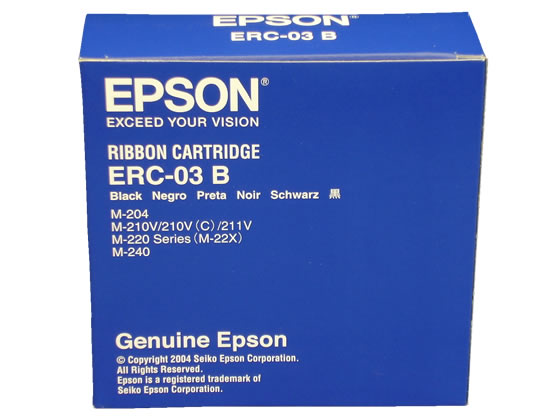 EPSON
ERC-03 B
EPSON®
EXCEED YOUR VISION
RIBBON CARTRIDGE
ERC-03 B
Black Negro Preta Noir Schwarz 黒
M-204
M-210V/210V(C)/211V
M-220 Series(M-22X)
M-240
Genuine Epson
© Copyright 2004 Seiko Epson Corporation.
All Rights Reserved.
Epson is a registered trademark of
Seiko Epson Corporation.